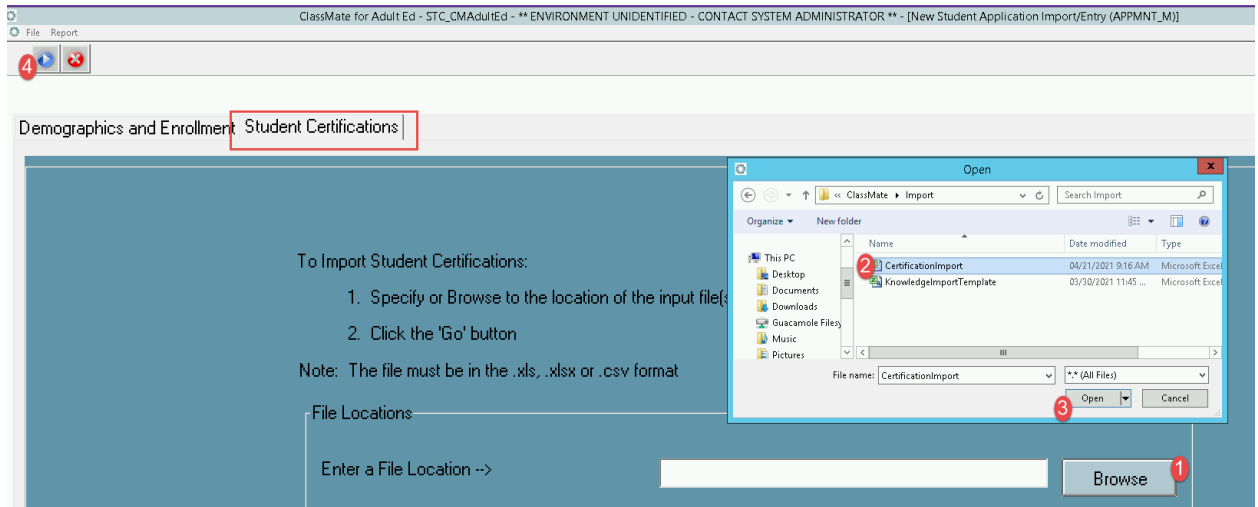 ClassMate for Adult Ed - STC_CMAdultEd - ** ENVIRONMENT UNIDENTIFIED - CONTACT SYSTEM ADMINISTRATOR ** - [New Student Application Import/Entry (APPMNT_M)]
File Report
4
Demographics and Enrollment Student Certifications
Open
x
« ClassMate Import
Search Import
Organize New folder
Name Date modified Type
This PC
Desktop
Documents
Downloads
Guacamole Filesy
Music
Pictures
2 CertificationImport 04/21/2021 9:16 AM Microsoft Excel
KnowledgeImportTemplate 03/30/2021 11:45 ... Microsoft Excel
File name: CertificationImport *.* (All Files)
3 Open Cancel
To Import Student Certifications:
1. Specify or Browse to the location of the input file(s
2. Click the 'Go' button
Note: The file must be in the .xls, .xlsx or .csv format
File Locations
Enter a File Location -->
Browse 1